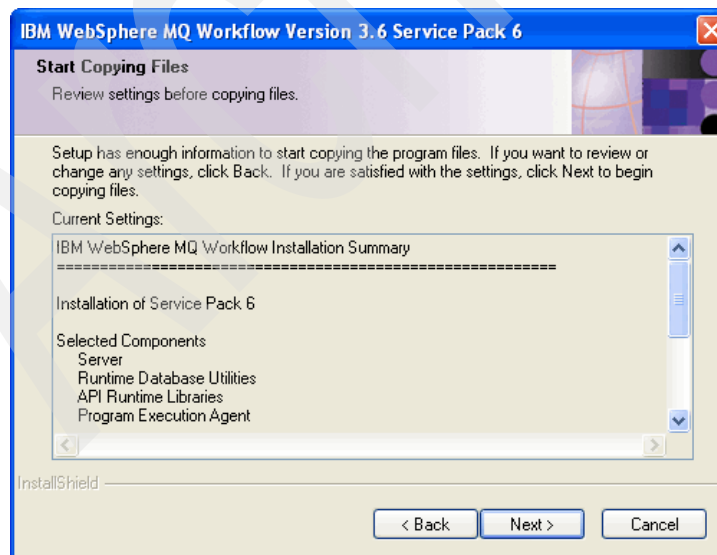 IBM WebSphere MQ Workflow Version 3.6 Service Pack 6
Start Copying Files
Review settings before copying files.
Setup has enough information to start copying the program files. If you want to review or
change any settings, click Back. If you are satisfied with the settings, click Next to begin
copying files.
Current Settings:
IBM WebSphere MQ Workflow Installation Summary
==========================================================
Installation of Service Pack 6
Selected Components
Server
Runtime Database Utilities
API Runtime Libraries
Program Execution Agent
InstallShield
< Back Next > Cancel